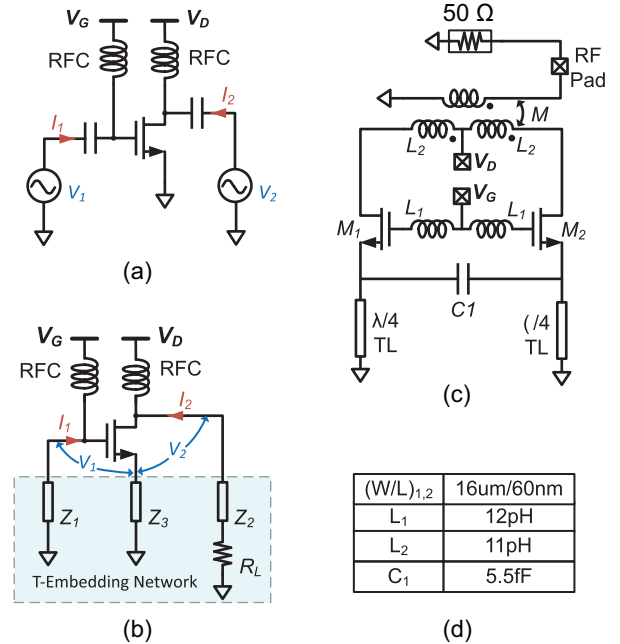 V_G V_D
RFC RFC
I_1 I_2
V_1 V_2
(a)
V_G V_D
RFC RFC
I_1 I_2
V_1 V_2
Z_1 Z_3 Z_2
R_L
T-Embedding Network
(b)
50 Ω
RF
Pad
M
L_2 L_2
V_D
V_G
L_1 L_1
M_1 M_2
C1
λ/4
TL
(/4
TL
(c)
(W/L)_{1,2} 16um/60nm
L_1 12pH
L_2 11pH
C_1 5.5fF
(d)